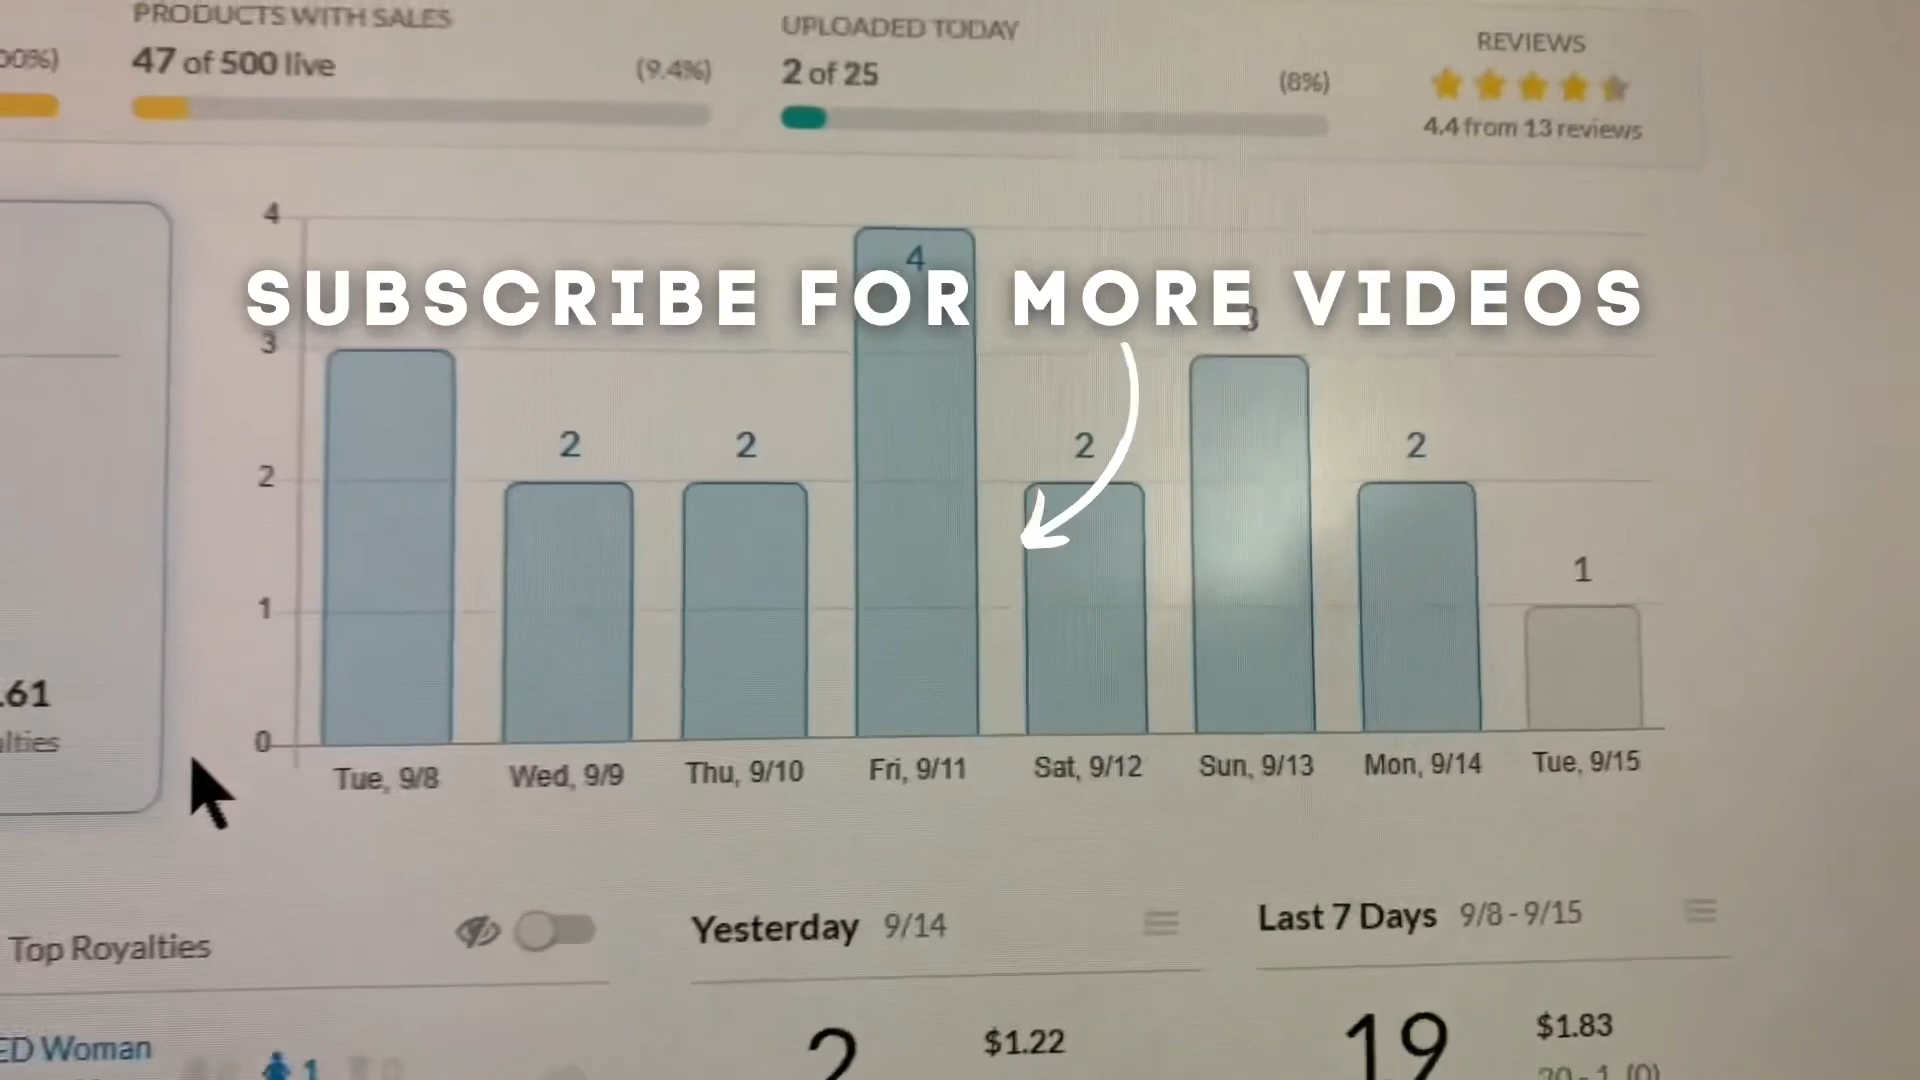 PRODUCTS WITH SALES
47 of 500 live
(9.4%)
UPLOADED TODAY
2 of 25
(8%)
REVIEWS
4.4 from 13 reviews
4
3
2
1
0
4
3
2
2
2
2
1
SUBSCRIBE FOR MORE VIDEOS
Tue, 9/8
Wed, 9/9
Thu, 9/10
Fri, 9/11
Sat, 9/12
Sun, 9/13
Mon, 9/14
Tue, 9/15
.61
Top Royalties
Yesterday 9/14
Last 7 Days 9/8 - 9/15
Woman
1
2
$1.22
19
$1.83